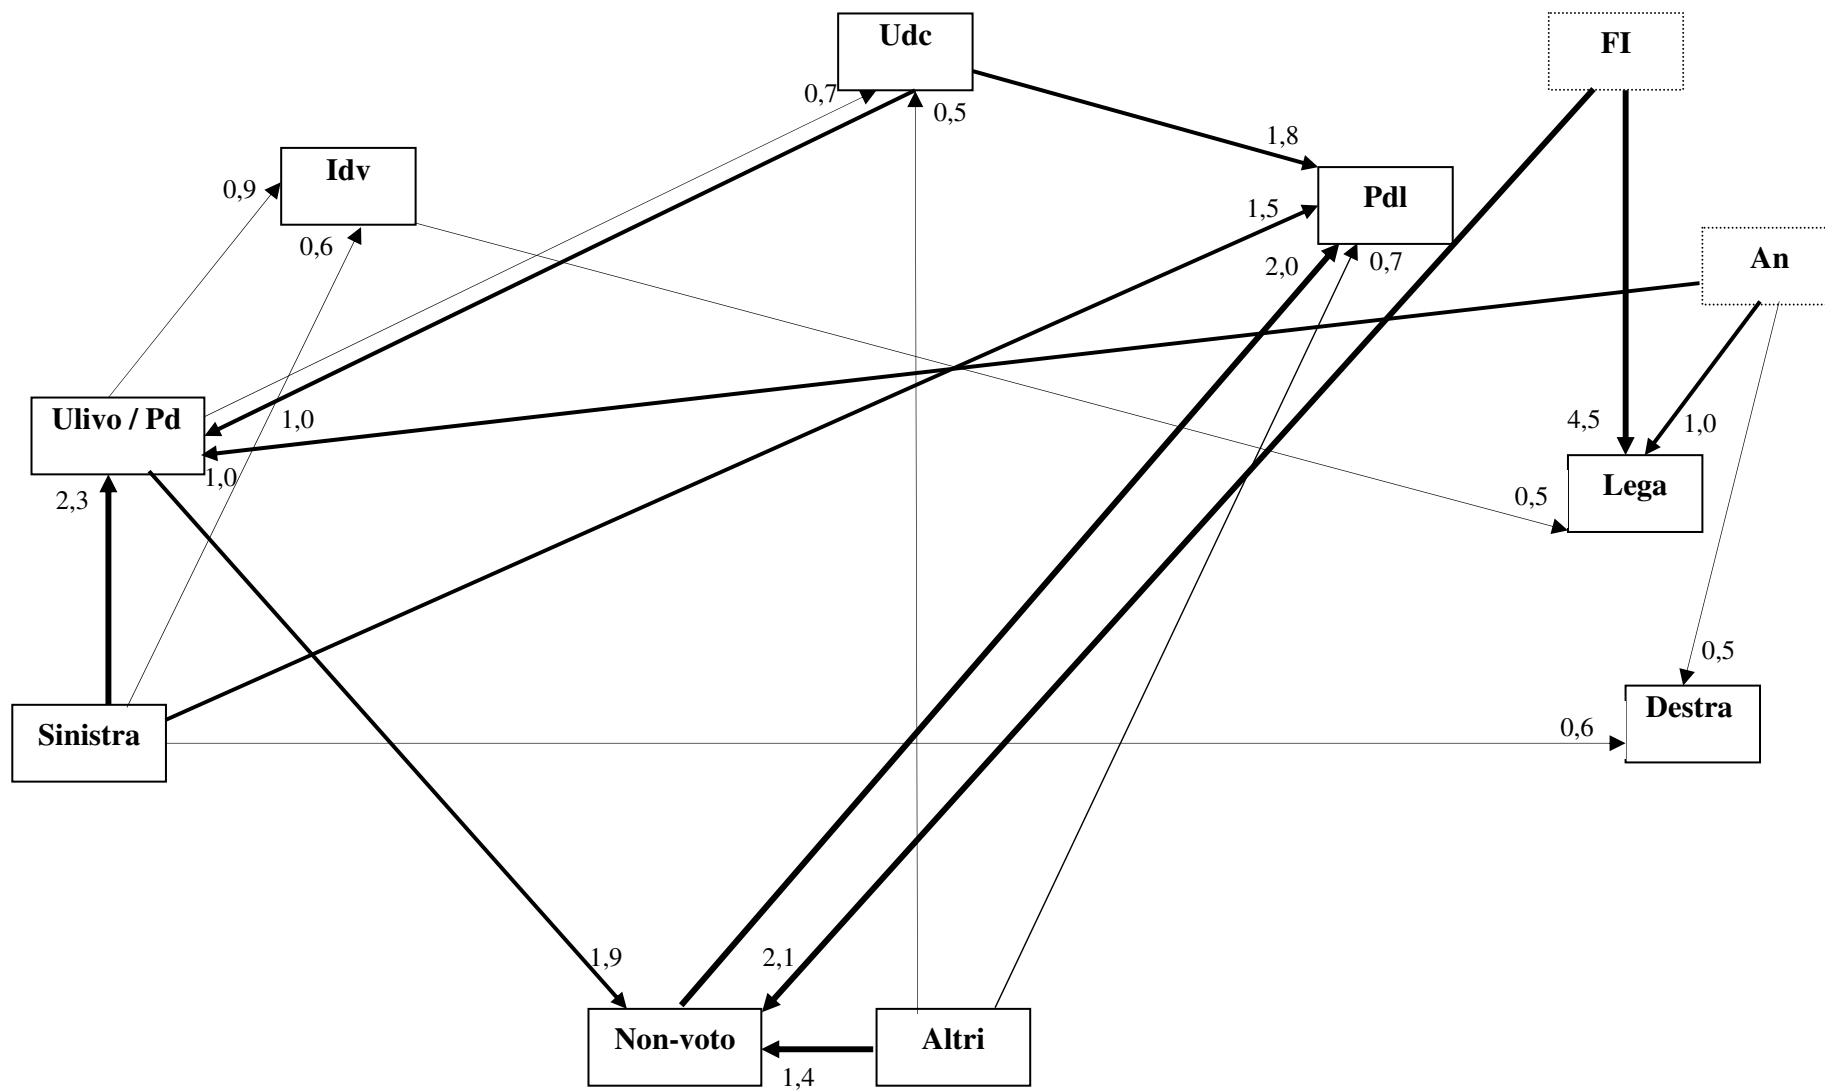 Udc
FI
0,7
0,5
1,8
Idv
0,9
Pdl
1,5
0,6
2,0
0,7
An
Ulivo / Pd
1,0
4,5
1,0
1,0
2,3
0,5
Lega
0,5
Sinistra
0,6
Destra
1,9
2,1
Non-voto
Altri
1,4